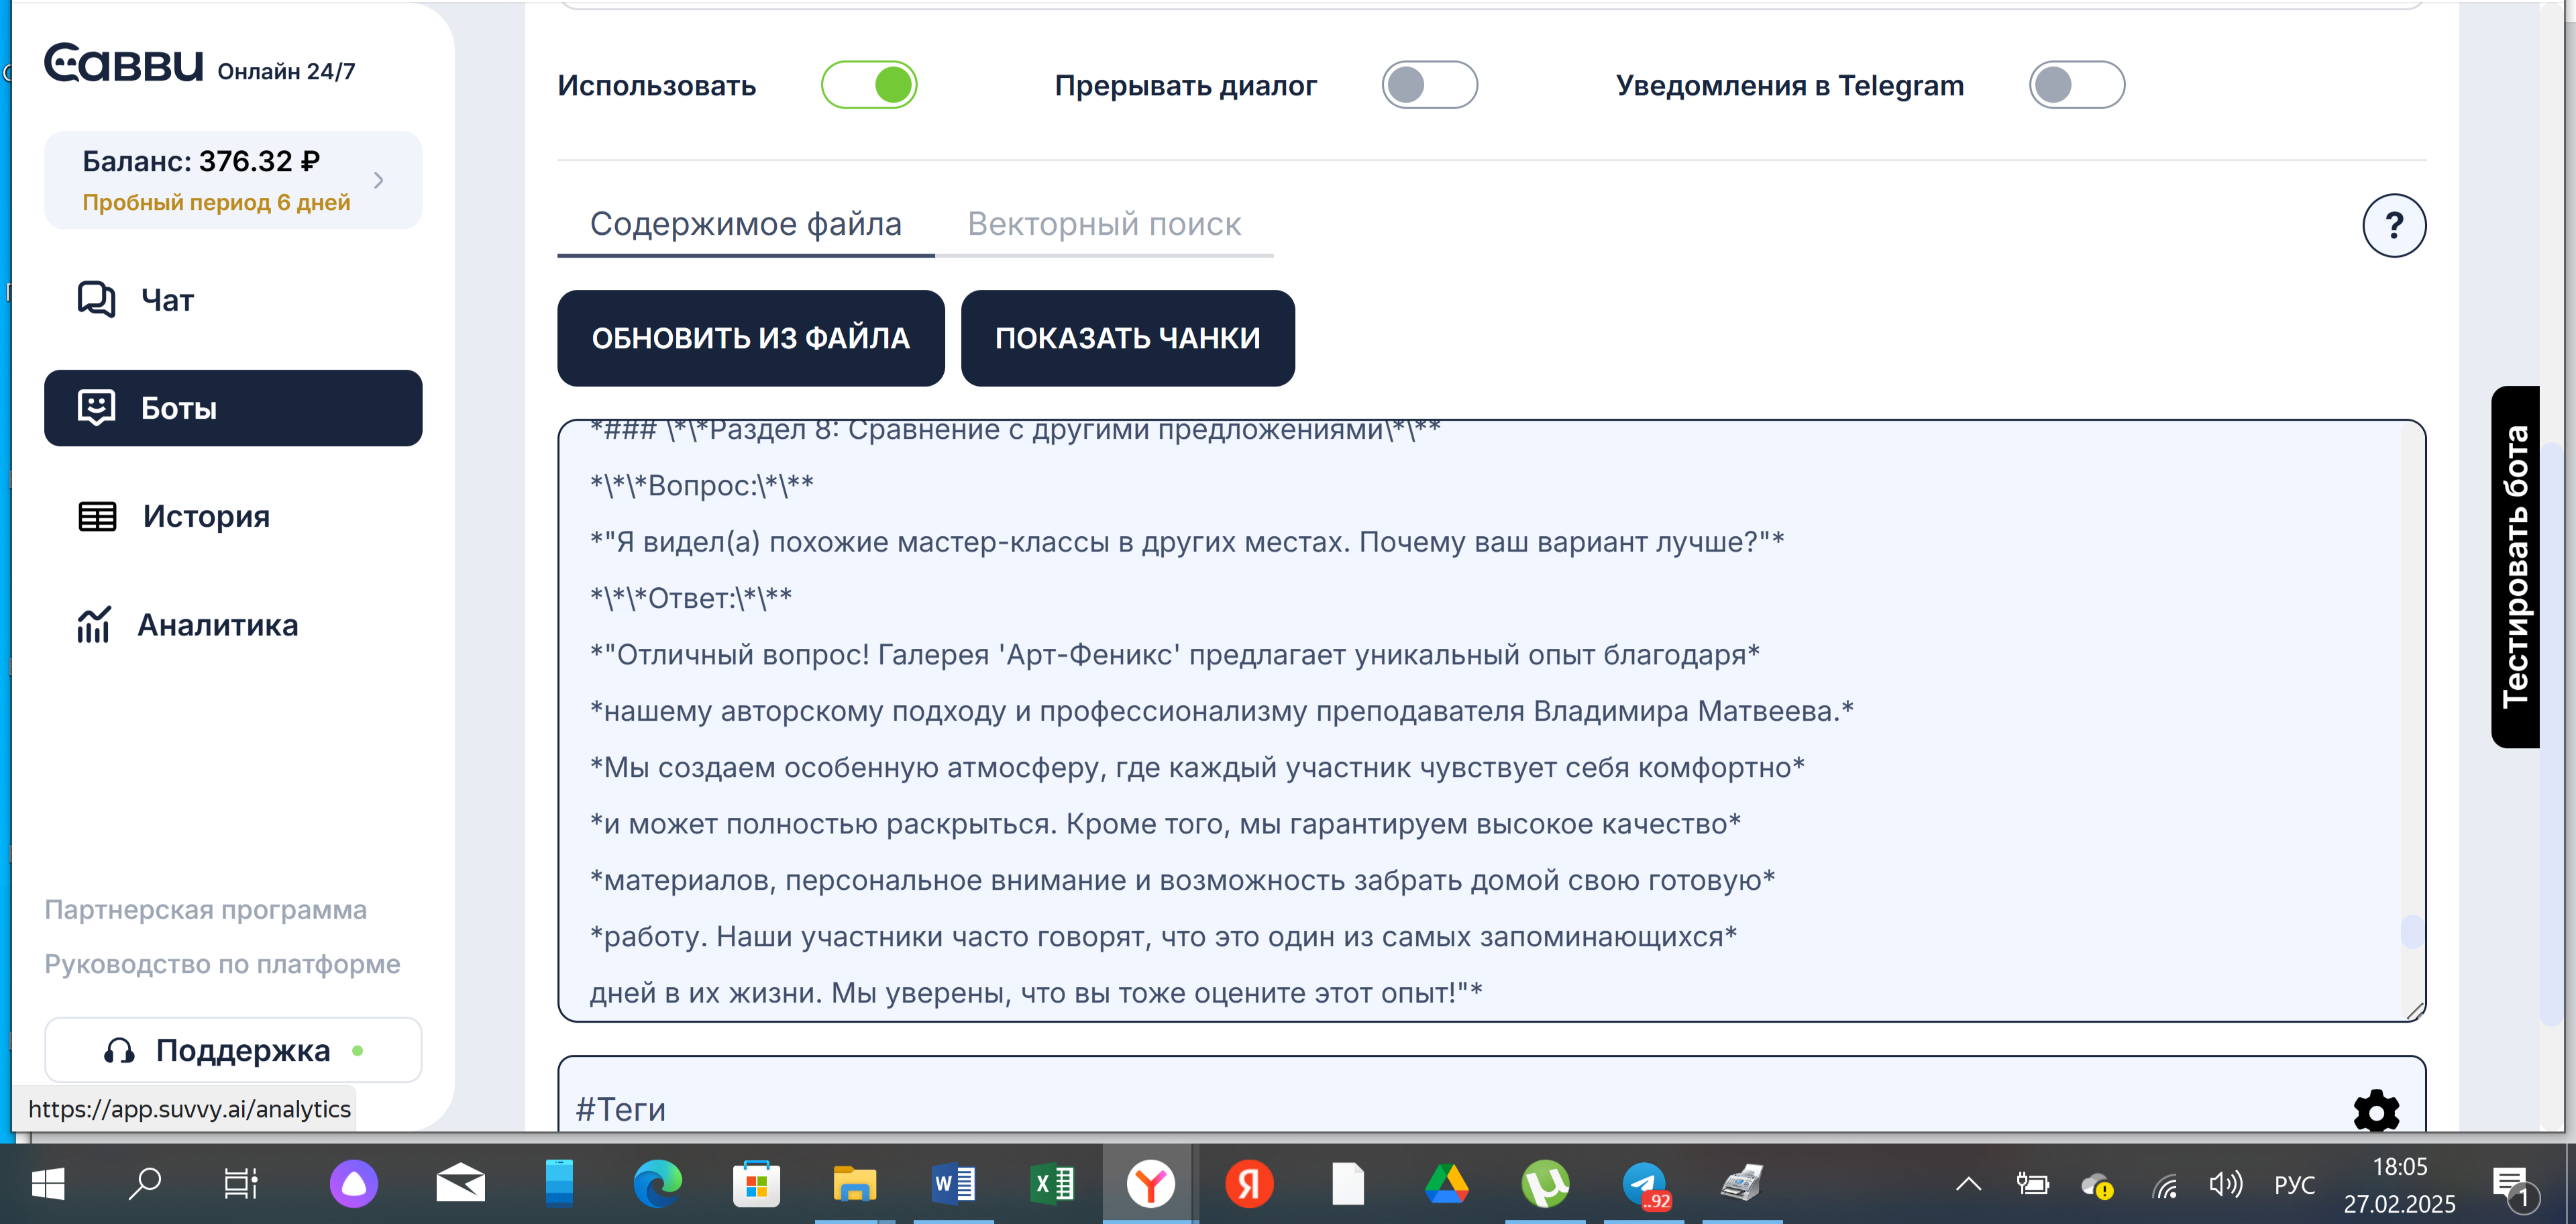 Савви Онлайн 24/7
Баланс: 376.32 ₽
Пробный период 6 дней
Чат
Боты
История
Аналитика
Партнерская программа
Руководство по платформе
Поддержка
https://app.suvvy.ai/analytics
Использовать
Прерывать диалог
Уведомления в Telegram
Содержимое файла
Векторный поиск
?
ОБНОВИТЬ ИЗ ФАЙЛА
ПОКАЗАТЬ ЧАНКИ
*### \*\*Раздел 8: Сравнение с другими предложениями\*\**
*\*\*Вопрос:\*\**
*"Я видел(а) похожие мастер-классы в других местах. Почему ваш вариант лучше?"*
*\*\*Ответ:\*\**
*"Отличный вопрос! Галерея 'Арт-Феникс' предлагает уникальный опыт благодаря*
*нашему авторскому подходу и профессионализму преподавателя Владимира Матвеева.*
*Мы создаем особенную атмосферу, где каждый участник чувствует себя комфортно*
*и может полностью раскрыться. Кроме того, мы гарантируем высокое качество*
*материалов, персональное внимание и возможность забрать домой свою готовую*
*работу. Наши участники часто говорят, что это один из самых запоминающихся*
дней в их жизни. Мы уверены, что вы тоже оцените этот опыт!"*
#Теги
Тестировать бота
W
X
Y
Я
µ
..92
РУС
18:05
27.02.2025
1